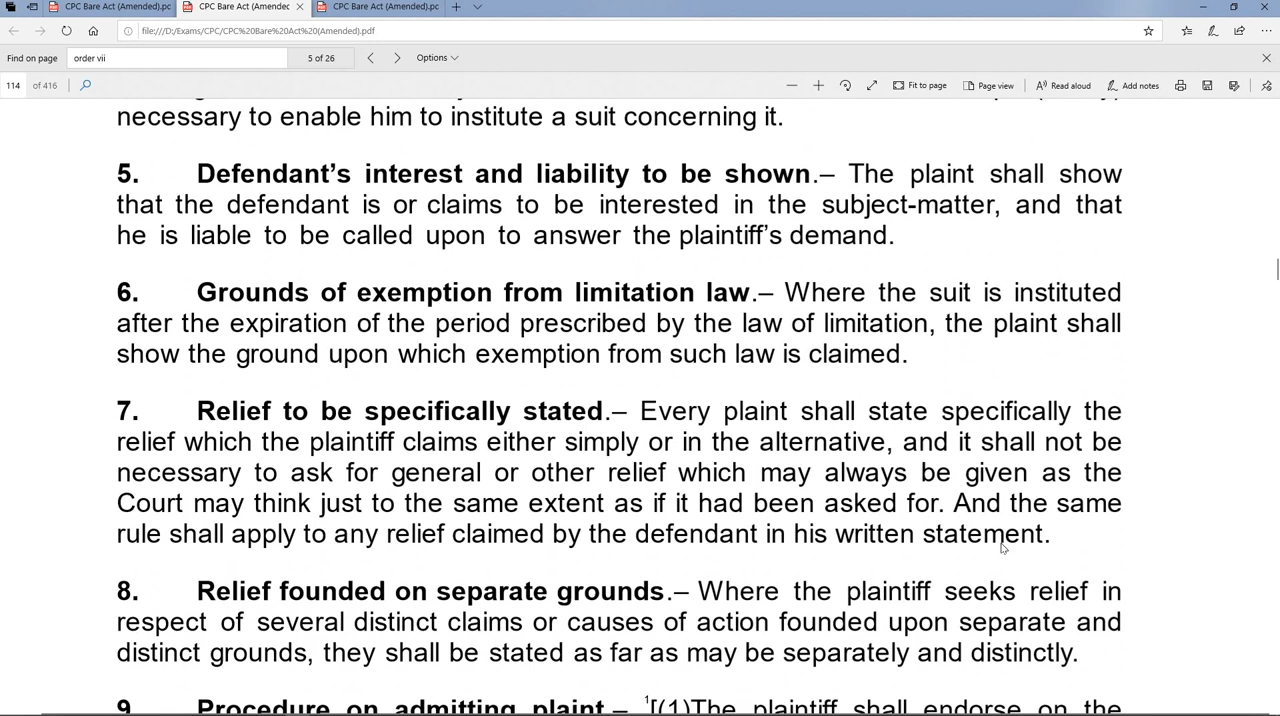 CPC Bare Act (Amended).pc
CPC Bare Act (Amendec
CPC Bare Act (Amended).pc
file:///D:/Exams/CPC/CPC%20Bare%20Act%20(Amended).pdf
Find on page
order vii
5 of 26
Options
114 of 416
Fit to page
Page view
Read aloud
Add notes
necessary to enable him to institute a suit concerning it.
5. Defendant's interest and liability to be shown.– The plaint shall show
that the defendant is or claims to be interested in the subject-matter, and that
he is liable to be called upon to answer the plaintiff's demand.
6. Grounds of exemption from limitation law.– Where the suit is instituted
after the expiration of the period prescribed by the law of limitation, the plaint shall
show the ground upon which exemption from such law is claimed.
7. Relief to be specifically stated.– Every plaint shall state specifically the
relief which the plaintiff claims either simply or in the alternative, and it shall not be
necessary to ask for general or other relief which may always be given as the
Court may think just to the same extent as if it had been asked for. And the same
rule shall apply to any relief claimed by the defendant in his written statement.
8. Relief founded on separate grounds.– Where the plaintiff seeks relief in
respect of several distinct claims or causes of action founded upon separate and
distinct grounds, they shall be stated as far as may be separately and distinctly.
9. Procedure on admitting plaint.– 1[(1)The plaintiff shall endorse on the